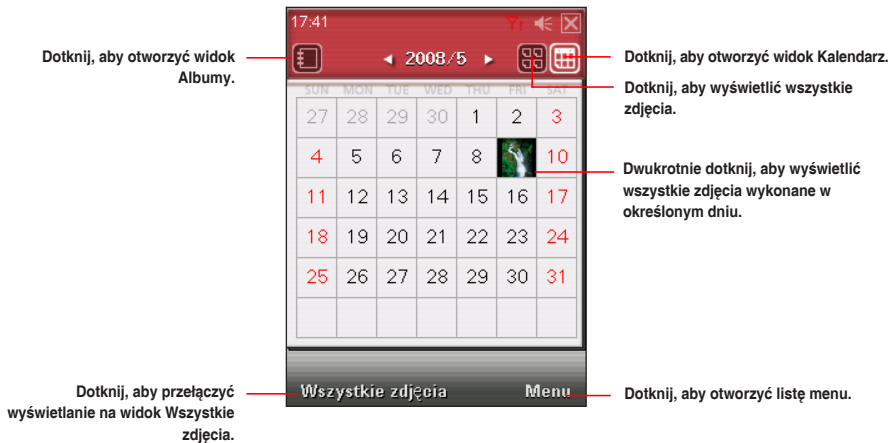 17:41
2008/5
SUN MON TUE WED THU FRI SAT
27 28 29 30 1 2 3
4 5 6 7 8 10
11 12 13 14 15 16 17
18 19 20 21 22 23 24
25 26 27 28 29 30 31
Wszystkie zdjęcia Menu
Dotknij, aby otworzyć widok
Albumy.
Dotknij, aby otworzyć widok Kalendarz.
Dotknij, aby wyświetlić wszystkie
zdjęcia.
Dwukrotnie dotknij, aby wyświetlić
wszystkie zdjęcia wykonane w
określonym dniu.
Dotknij, aby przełączyć
wyświetlanie na widok Wszystkie
zdjęcia.
Dotknij, aby otworzyć listę menu.